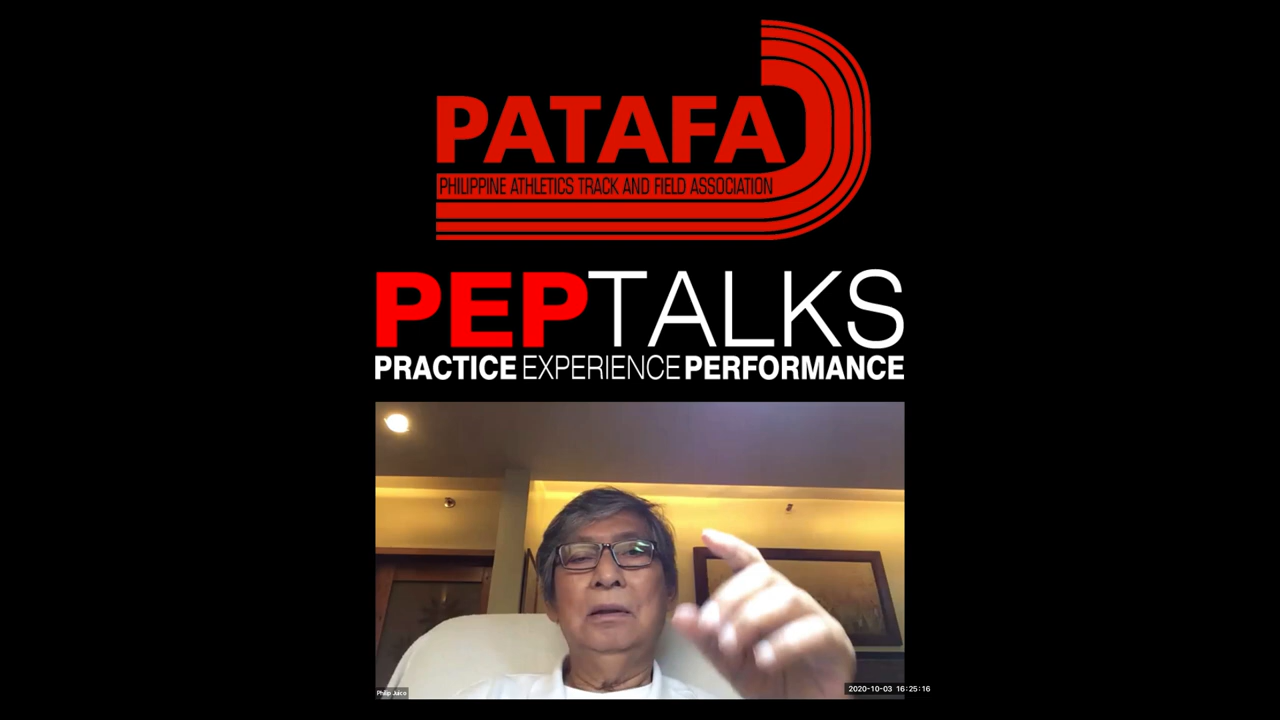 PATAFA
PHILIPPINE ATHLETICS TRACK AND FIELD ASSOCIATION
PEPTALKS
PRACTICE EXPERIENCE PERFORMANCE
Philip Juico
2020-10-03 16:25:16